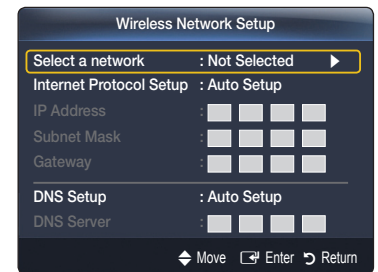 Wireless Network Setup
Select a network : Not Selected ▶
Internet Protocol Setup : Auto Setup
IP Address :
Subnet Mask :
Gateway :
DNS Setup : Auto Setup
DNS Server :
Move Enter Return